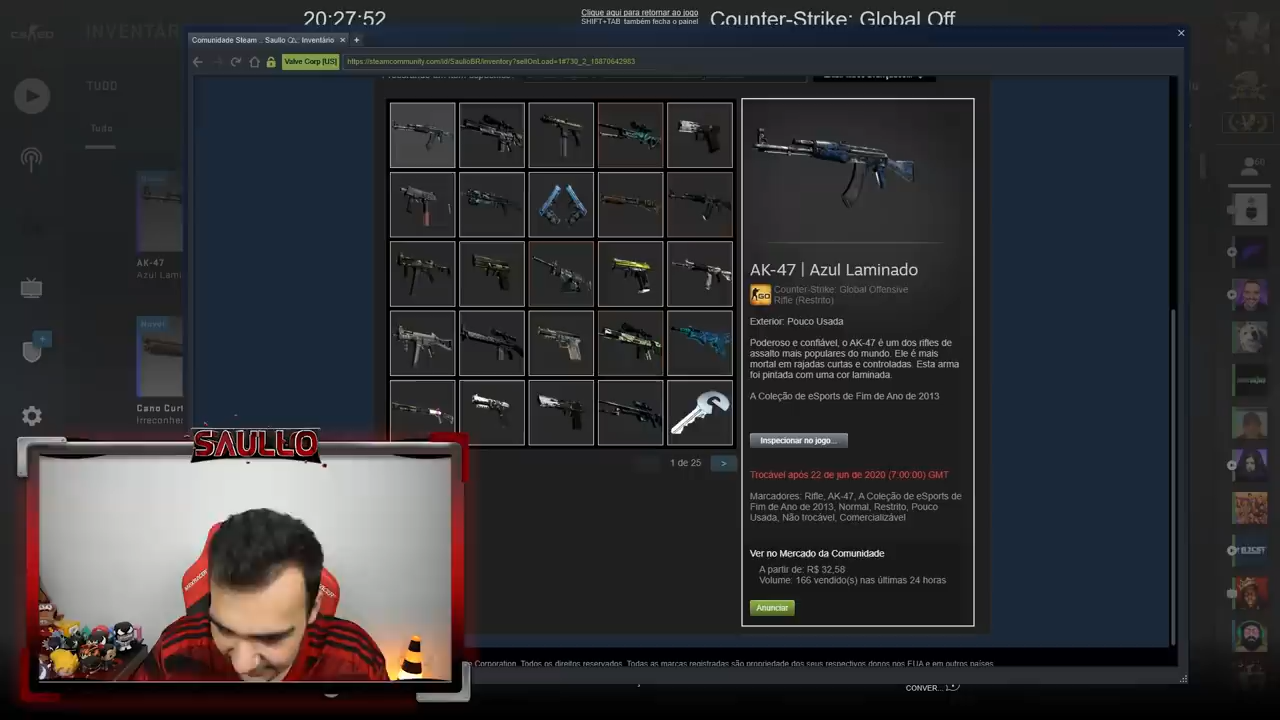 20:27:52
Clique aqui para retornar ao jogo
SHIFT+TAB também fecha o painel
Counter-Strike: Global Off
INVENTÁR
Comunidade Steam :: Saullo :: Inventário
Valve Corp [US]
https://steamcommunity.com/id/SaulloBR/inventory?sellOnLoad=1#730_2_15870642983
TUDO
Tudo
AK-47 | Azul Laminado
Counter-Strike: Global Offensive
Rifle (Restrito)
Exterior: Pouco Usada
Poderoso e confiável, o AK-47 é um dos rifles de
assalto mais populares do mundo. Ele é mais
mortal em rajadas curtas e controladas. Esta arma
foi pintada com uma cor laminada.
A Coleção de eSports de Fim de Ano de 2013
Inspecionar no jogo...
Trocável após 22 de jun de 2020 (7:00:00) GMT
Marcadores: Rifle, AK-47, A Coleção de eSports de
Fim de Ano de 2013, Normal, Restrito, Pouco
Usada, Não trocável, Comercializável
Ver no Mercado da Comunidade
A partir de: R$ 32,58
Volume: 166 vendido(s) nas últimas 24 horas
Anunciar
1 de 25
>
AK-47
Azul Lami
Novo!
Cano Curt
Irreconhe
SAULLO
Corporation. Todos os direitos reservados. Todas as marcas registradas são propriedade dos seus respectivos donos nos EUA e em outros países.
CONVER...